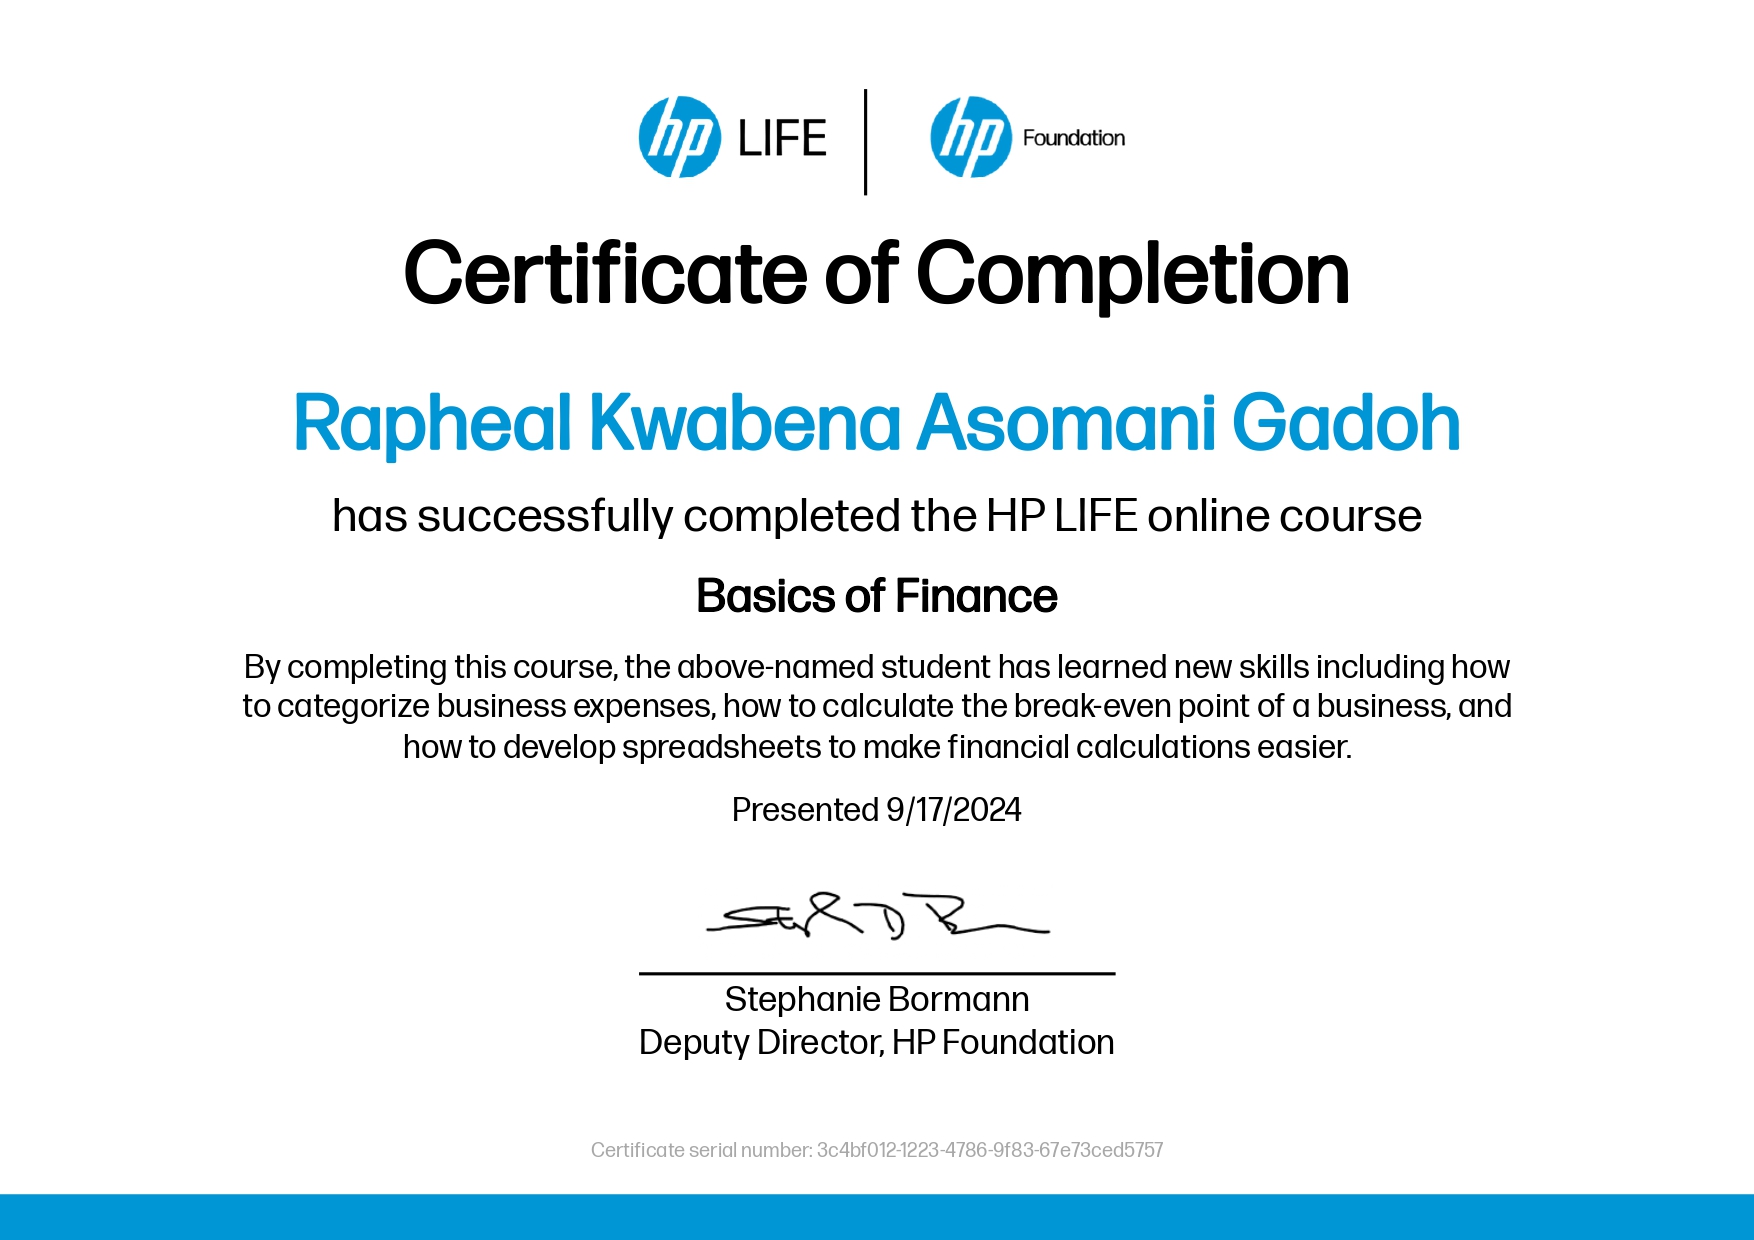 hp LIFE | hp Foundation
Certificate of Completion
Rapheal Kwabena Asomani Gadoh
has successfully completed the HP LIFE online course
Basics of Finance
By completing this course, the above-named student has learned new skills including how
to categorize business expenses, how to calculate the break-even point of a business, and
how to develop spreadsheets to make financial calculations easier.
Presented 9/17/2024
Stephanie Bormann
Deputy Director, HP Foundation
Certificate serial number: 3c4bf012-1223-4786-9f83-67e73ced5757